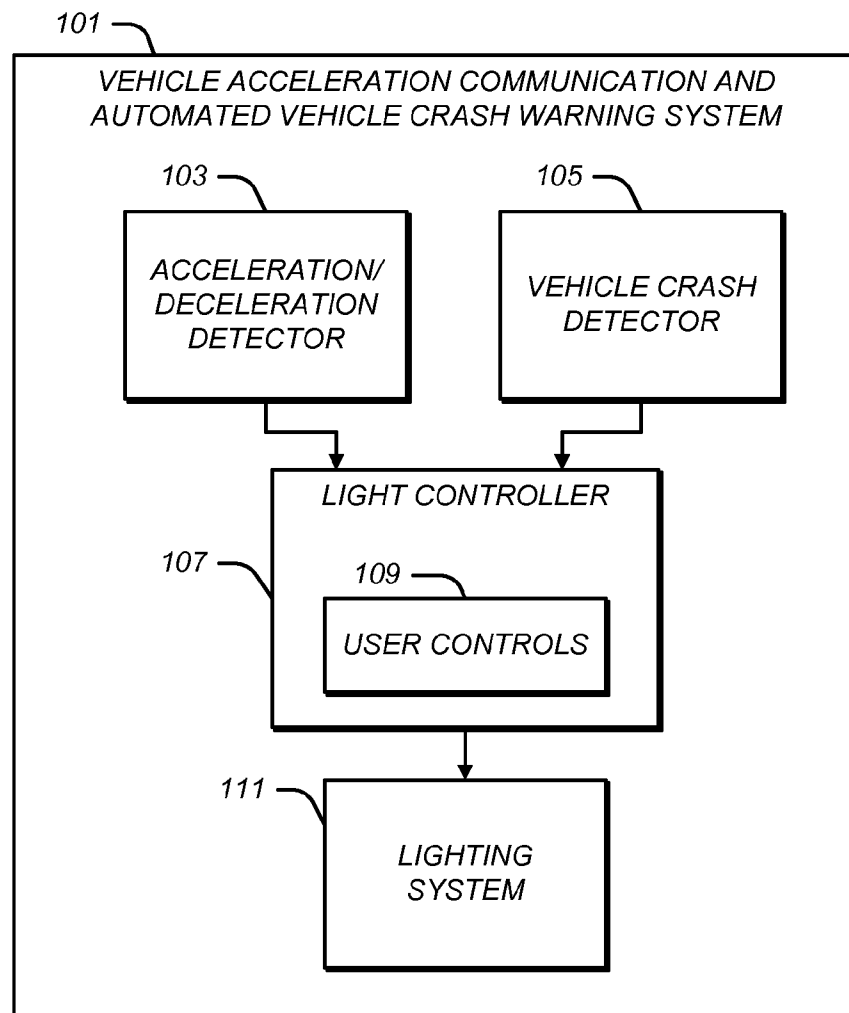 101
VEHICLE ACCELERATION COMMUNICATION AND
AUTOMATED VEHICLE CRASH WARNING SYSTEM
103
105
ACCELERATION/
DECELERATION
DETECTOR
VEHICLE CRASH
DETECTOR
LIGHT CONTROLLER
107
109
USER CONTROLS
111
LIGHTING
SYSTEM